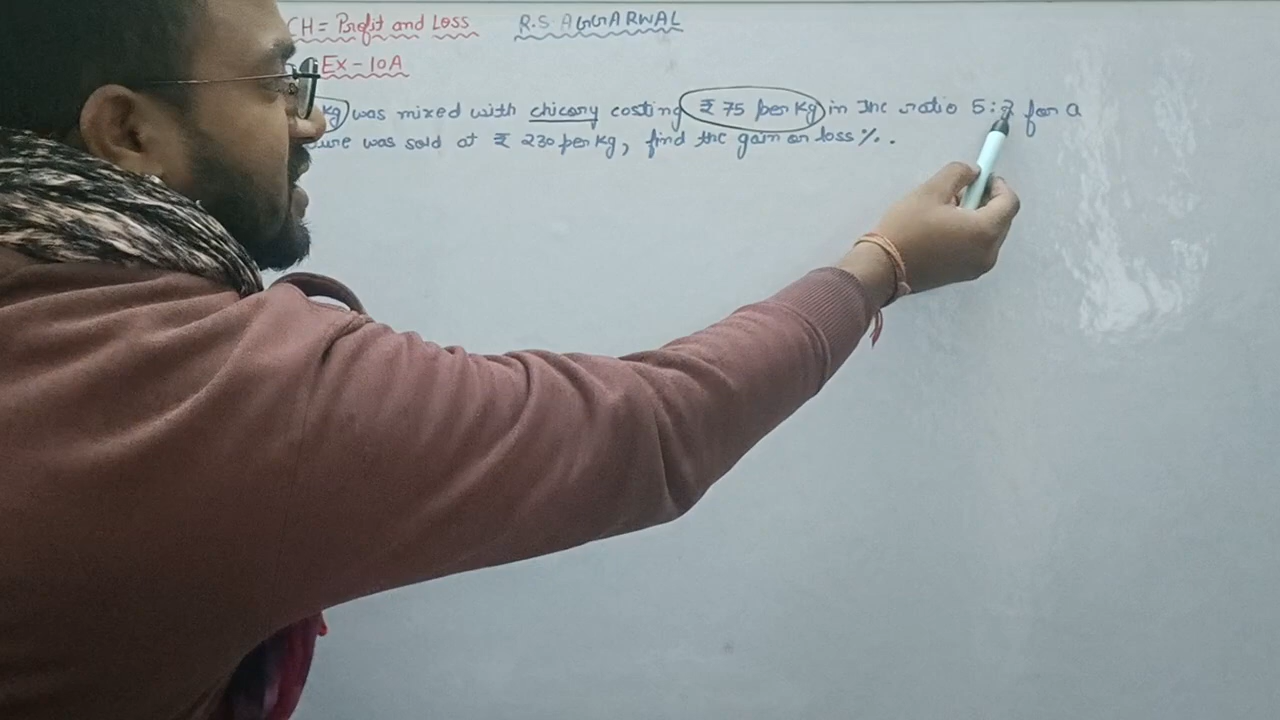 CH = Profit and Loss R.S AGGARWAL
Ex - 10A
kg was mixed with chicory costing ₹ 75 per kg in the ratio 5:2 for a
was sold at ₹ 230 per kg, find the gain or loss %.